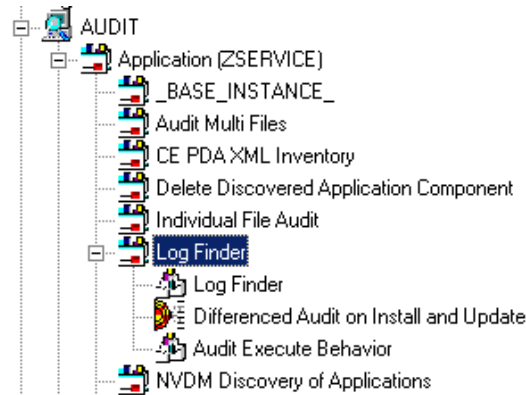 AUDIT
Application (ZSERVICE)
_BASE_INSTANCE_
Audit Multi Files
CE PDA XML Inventory
Delete Discovered Application Component
Individual File Audit
Log Finder
Log Finder
Differenced Audit on Install and Update
Audit Execute Behavior
NVDM Discovery of Applications